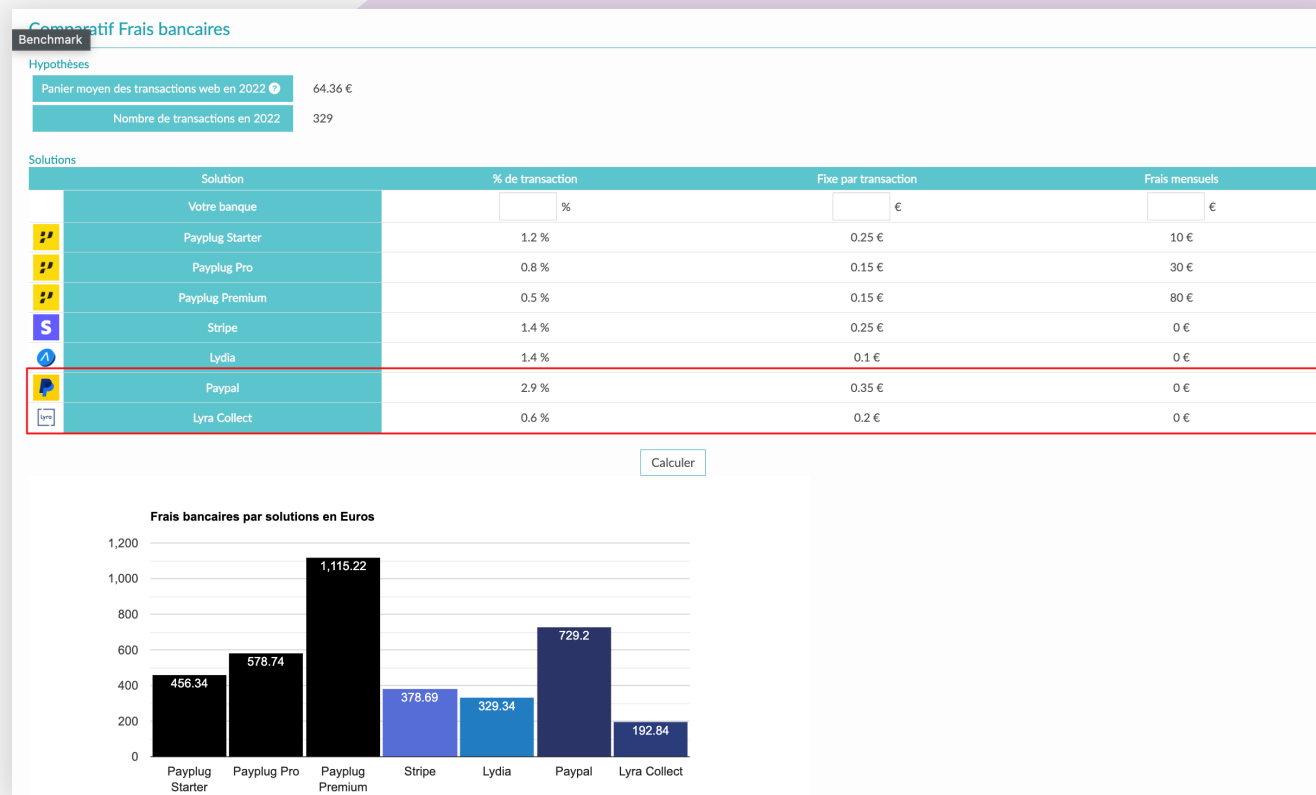 Comparatif Frais bancaires
Benchmark
Hypothèses
Panier moyen des transactions web en 2022 ? 64.36 €
Nombre de transactions en 2022 329
Solutions
Solution % de transaction Fixe par transaction Frais mensuels
Votre banque % € €
Payplug Starter 1.2 % 0.25 € 10 €
Payplug Pro 0.8 % 0.15 € 30 €
Payplug Premium 0.5 % 0.15 € 80 €
S Stripe 1.4 % 0.25 € 0 €
Lydia 1.4 % 0.1 € 0 €
Paypal 2.9 % 0.35 € 0 €
Lyra Lyra Collect 0.6 % 0.2 € 0 €
Calculer
Frais bancaires par solutions en Euros
1,200
1,000
800
600
400
200
0
456.34
578.74
1,115.22
378.69
329.34
729.2
192.84
Payplug Starter
Payplug Pro
Payplug Premium
Stripe
Lydia
Paypal
Lyra Collect